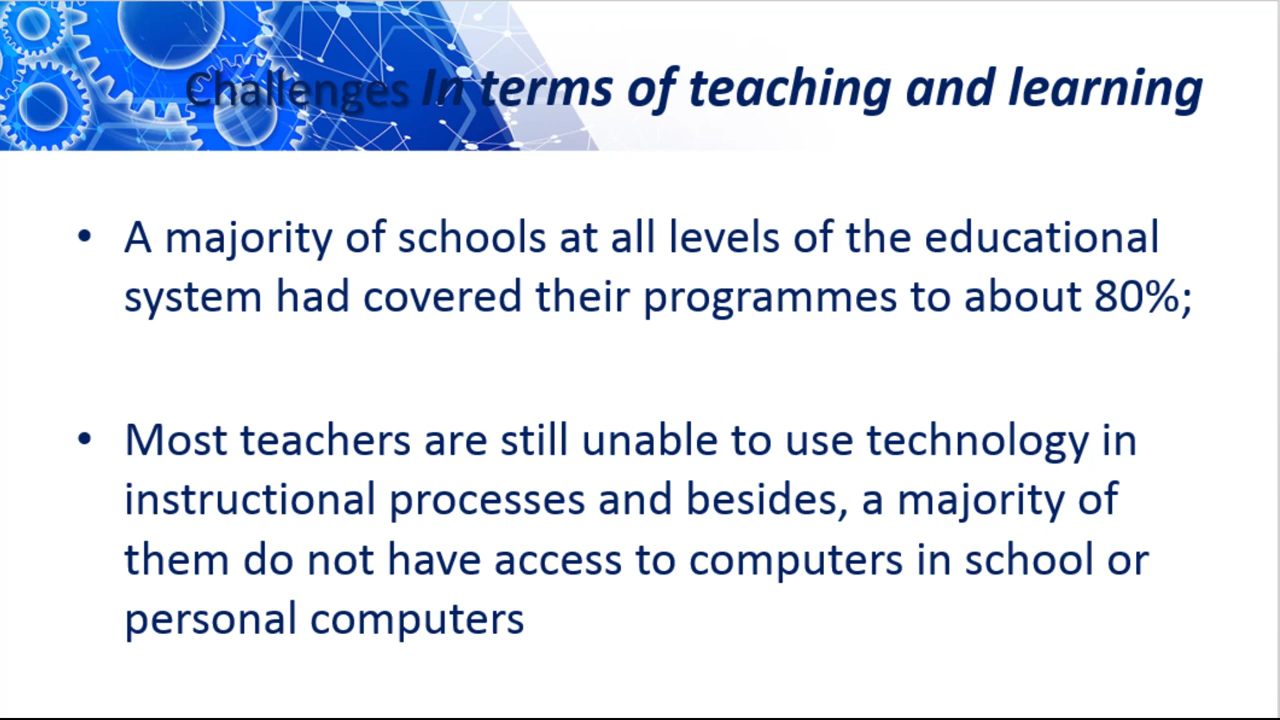 Challenges In terms of teaching and learning
• A majority of schools at all levels of the educational
system had covered their programmes to about 80%;
• Most teachers are still unable to use technology in
instructional processes and besides, a majority of
them do not have access to computers in school or
personal computers